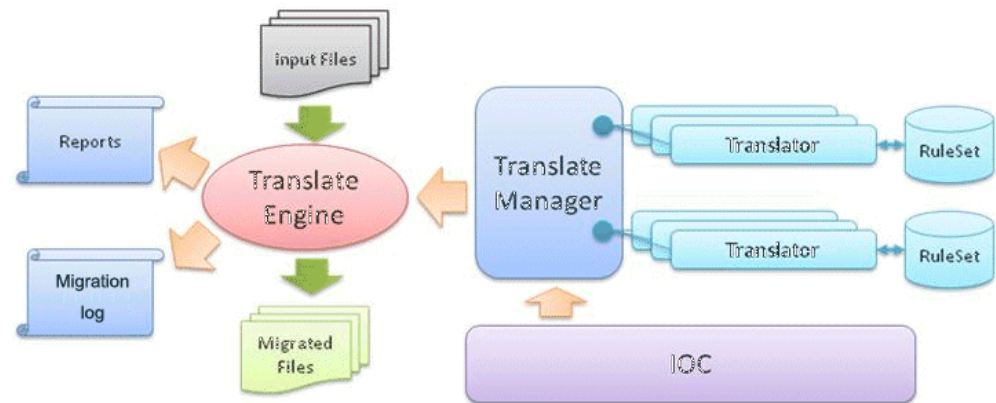 Input Files
Reports
Translate
Engine
Translate
Manager
Translator
RuleSet
Translator
RuleSet
Migration
log
Migrated
Files
IOC